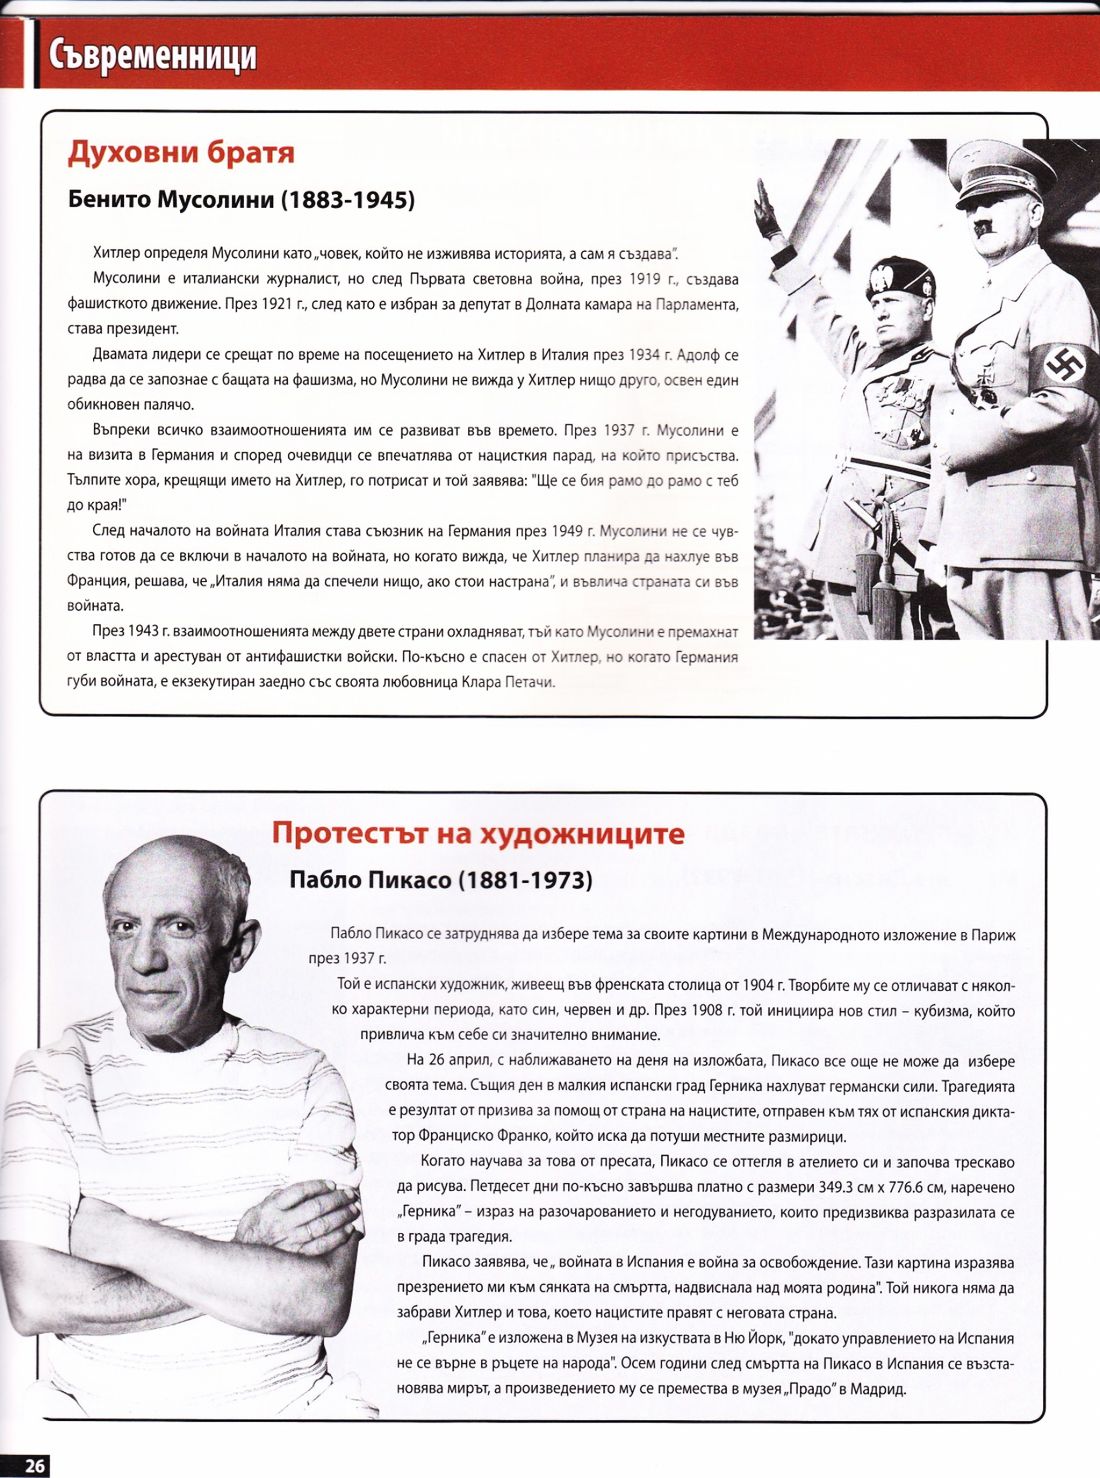 Съвременници
Духовни братя
Бенито Мусолини (1883-1945)
Хитлер определя Мусолини като „човек, който не изживява историята, а сам я създава”.
Мусолини е италиански журналист, но след Първата световна война, през 1919 г., създава
фашисткото движение. През 1921 г., след като е избран за депутат в Долната камара на Парламента,
става президент.
Двамата лидери се срещат по време на посещението на Хитлер в Италия през 1934 г. Адолф се
радва да се запознае с бащата на фашизма, но Мусолини не вижда у Хитлер нищо друго, освен един
обикновен палячо.
Въпреки всичко взаимоотношенията им се развиват във времето. През 1937 г. Мусолини е
на визита в Германия и според очевидци се впечатлява от нацисткия парад, на който присъства.
Тълпите хора, крещящи името на Хитлер, го потрисат и той заявява: "Ще се бия рамо до рамо с теб
до края!"
След началото на войната Италия става съюзник на Германия през 1949 г. Мусолини не се чув-
ства готов да се включи в началото на войната, но когато вижда, че Хитлер планира да нахлуе във
Франция, решава, че „Италия няма да спечели нищо, ако стои настрана”, и въвлича страната си във
войната.
През 1943 г. взаимоотношенията между двете страни охладняват, тъй като Мусолини е премахнат
от властта и арестуван от антифашистки войски. По-късно е спасен от Хитлер, но когато Германия
губи войната, е екзекутиран заедно със своята любовница Клара Петачи.
Протестът на художниците
Пабло Пикасо (1881-1973)
Пабло Пикасо се затруднява да избере тема за своите картини в Международното изложение в Париж
през 1937 г.
Той е испански художник, живеещ във френската столица от 1904 г. Творбите му се отличават с някол-
ко характерни периода, като син, червен и др. През 1908 г. той инициира нов стил – кубизма, който
привлича към себе си значително внимание.
На 26 април, с наближаването на деня на изложбата, Пикасо все още не може да избере
своята тема. Същия ден в малкия испански град Герника нахлуват германски сили. Трагедията
е резултат от призива за помощ от страна на нацистите, отправен към тях от испанския дикта-
тор Франциско Франко, който иска да потуши местните размирици.
Когато научава за това от пресата, Пикасо се оттегля в ателието си и започва трескаво
да рисува. Петдесет дни по-късно завършва платно с размери 349.3 см x 776.6 см, наречено
„Герника” – израз на разочарованието и негодуванието, които предизвиква разразилата се
в града трагедия.
Пикасо заявява, че „ войната в Испания е война за освобождение. Тази картина изразява
презрението ми към сянката на смъртта, надвиснала над моята родина". Той никога няма да
забрави Хитлер и това, което нацистите правят с неговата страна.
„Герника” е изложена в Музея на изкуствата в Ню Йорк, "докато управлението на Испания
не се върне в ръцете на народа". Осем години след смъртта на Пикасо в Испания се възста-
новява мирът, а произведението му се премества в музея „Прадо” в Мадрид.
26